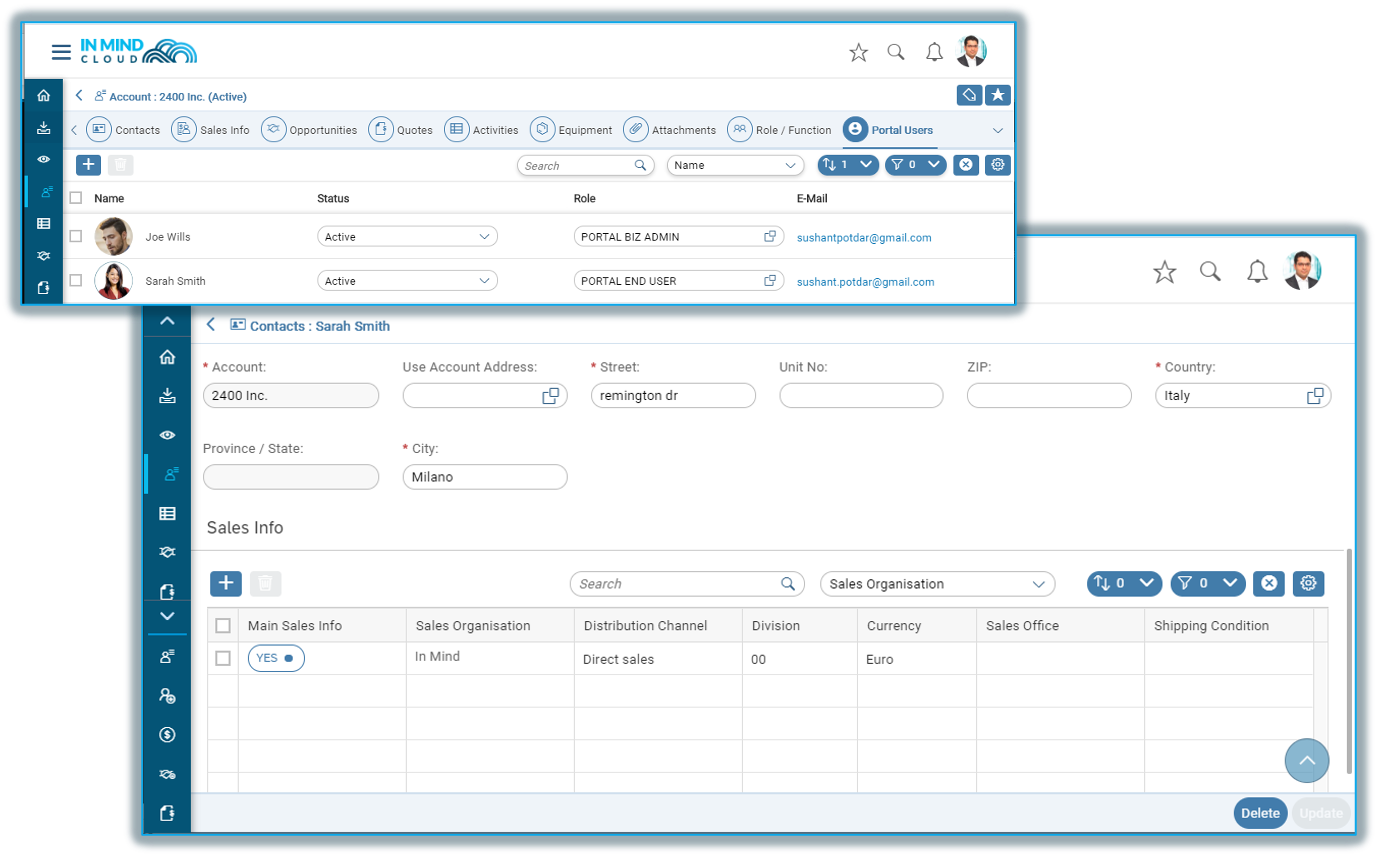 IN MIND
CLOUD
Account : 2400 Inc. (Active)
Contacts Sales Info Opportunities Quotes Activities Equipment Attachments Role / Function Portal Users
Search Name 1 0
Name Status Role E-Mail
Joe Wills Active PORTAL BIZ ADMIN sushantpotdar@gmail.com
Sarah Smith Active PORTAL END USER sushant.potdar@gmail.com
Contacts : Sarah Smith
* Account: Use Account Address: * Street: Unit No: ZIP: * Country:
2400 Inc. remington dr Italy
Province / State: * City:
Milano
Sales Info
Search Sales Organisation 0 0
Main Sales Info Sales Organisation Distribution Channel Division Currency Sales Office Shipping Condition
YES In Mind Direct sales 00 Euro
Delete Update